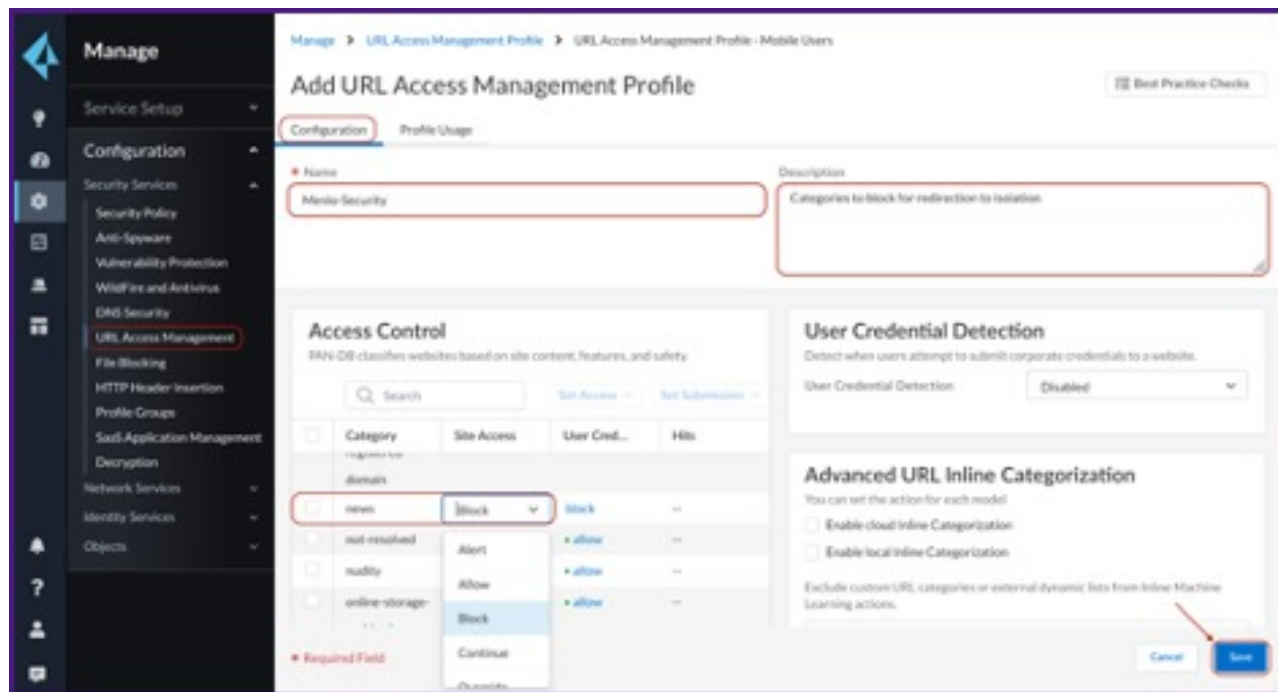 Manage
Service Setup
Configuration
Security Services
Security Policy
Anti-Spyware
Vulnerability Protection
WildFire and Antivirus
DNS Security
URL Access Management
File Blocking
HTTP Header Insertion
Profile Groups
SaaS Application Management
Decryption
Network Services
Identity Services
Objects
Manage > URL Access Management Profile > URL Access Management Profile - Mobile Users
Add URL Access Management Profile
Best Practice Checks
Configuration Profile Usage
* Name
Menlo-Security
Description
Categories to block for redirection to isolation
Access Control
PAN-DB classifies websites based on site content, features, and safety.
Search Set Access Set Submission
Category Site Access User Cred... Hits
registered
domain
news Block block --
not-resolved allow --
nudity allow --
online-storage- allow --
Alert
Allow
Block
Continue
Override
User Credential Detection
Detect when users attempt to submit corporate credentials to a website.
User Credential Detection Disabled
Advanced URL Inline Categorization
You can set the action for each model
Enable cloud Inline Categorization
Enable local Inline Categorization
Exclude custom URL categories or external dynamic lists from Inline Machine
Learning actions.
* Required Field
Cancel Save